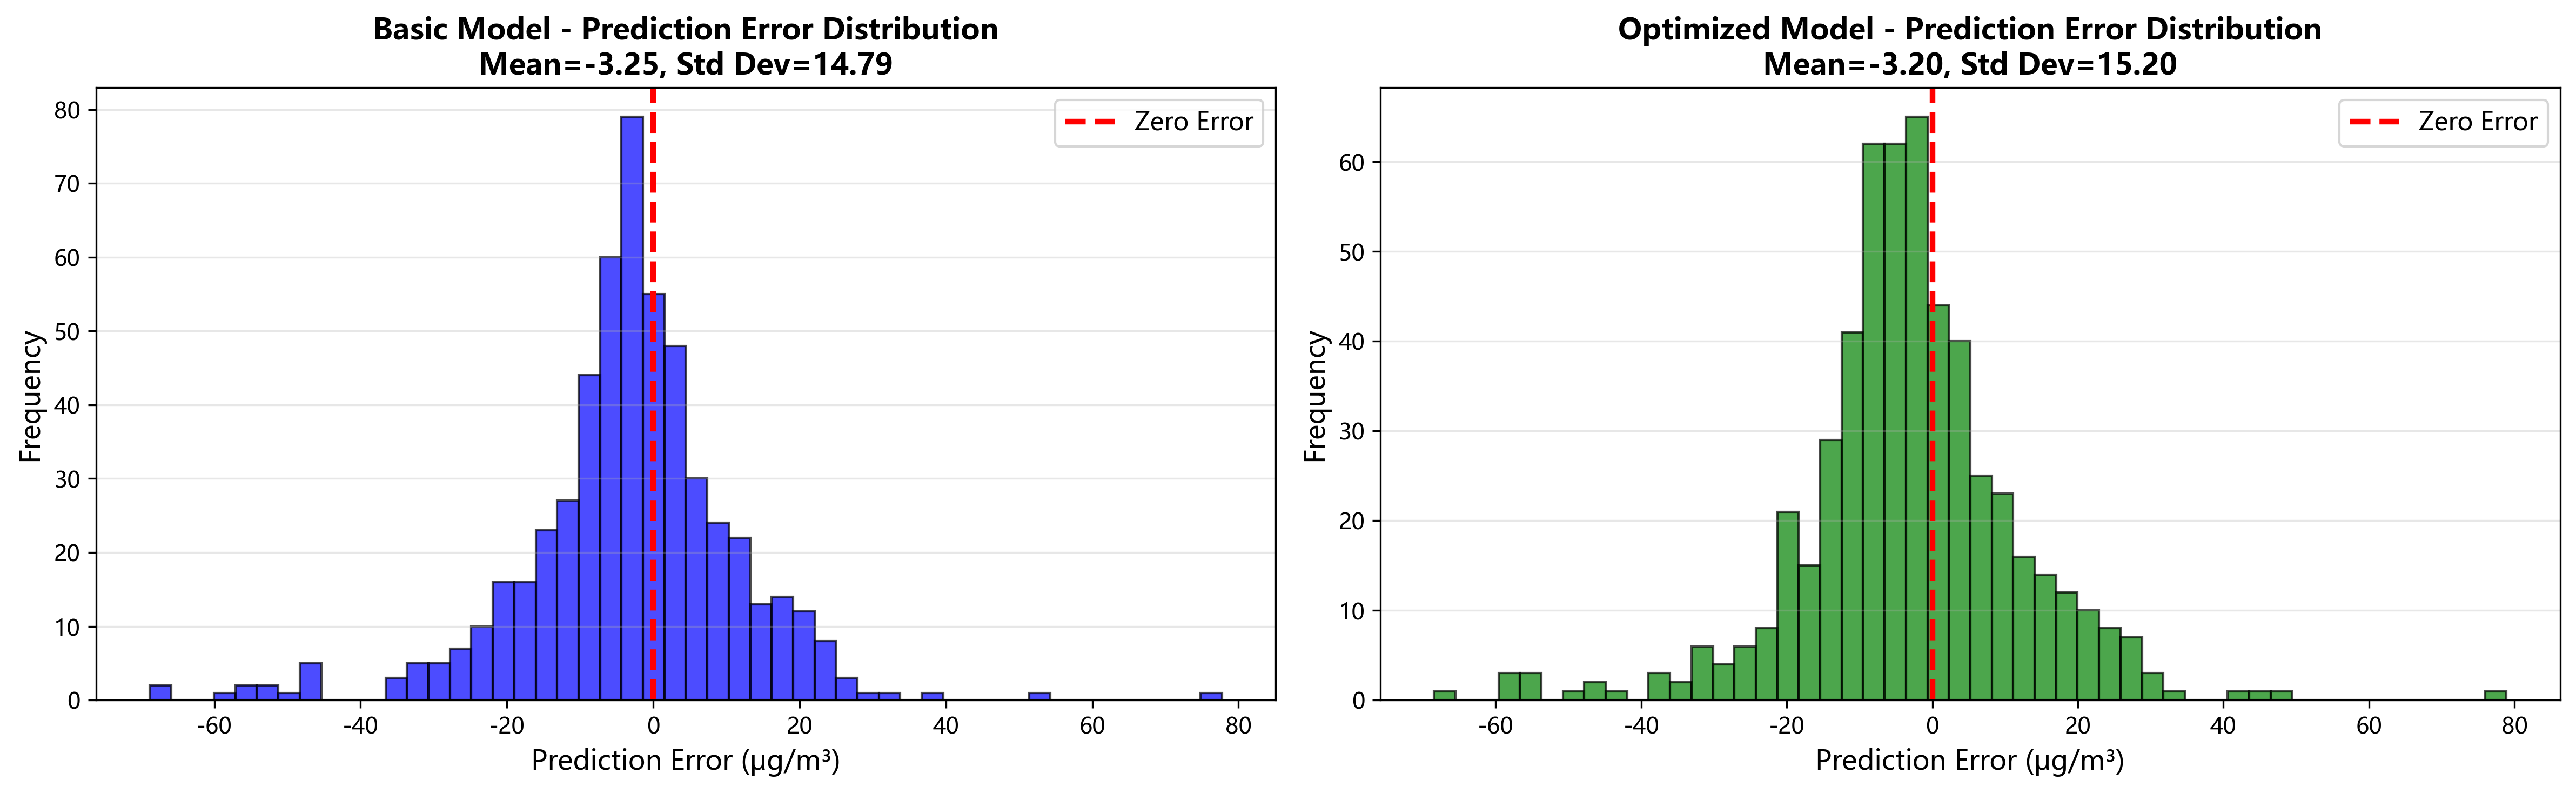 Basic Model - Prediction Error Distribution
Mean=-3.25, Std Dev=14.79
Zero Error
Frequency
80
70
60
50
40
30
20
10
0
-60 -40 -20 0 20 40 60 80
Prediction Error (µg/m³)
Optimized Model - Prediction Error Distribution
Mean=-3.20, Std Dev=15.20
Zero Error
Frequency
60
50
40
30
20
10
0
-60 -40 -20 0 20 40 60 80
Prediction Error (µg/m³)